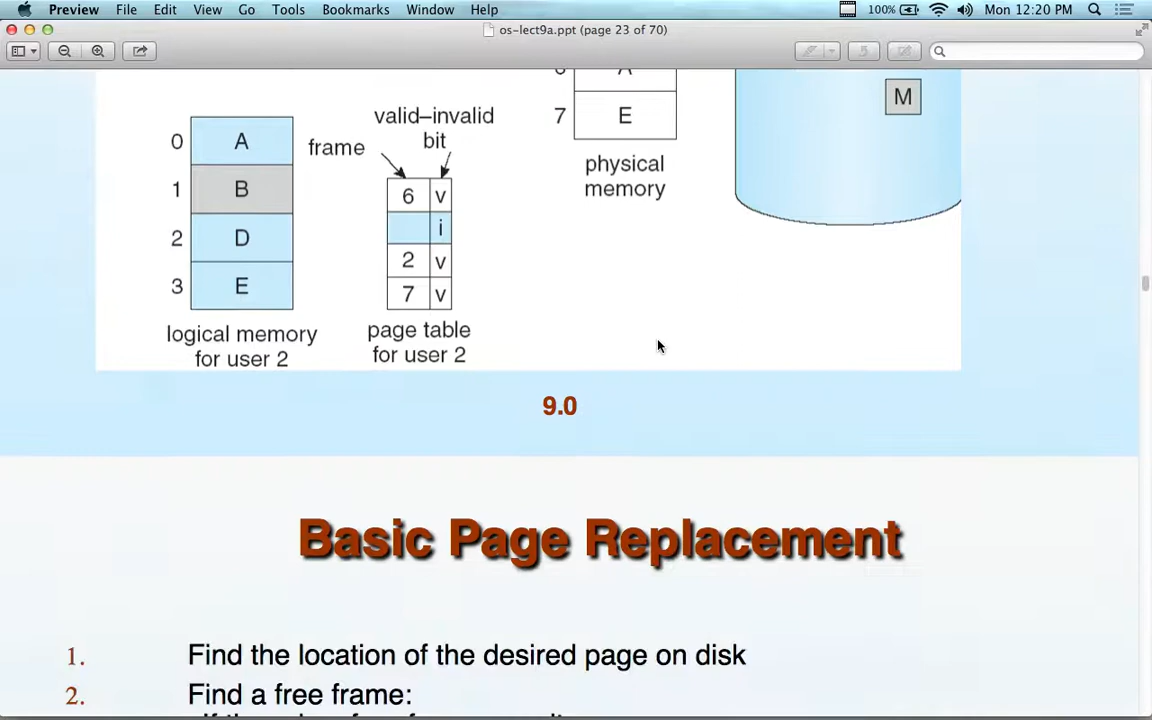 Preview File Edit View Go Tools Bookmarks Window Help 100% Mon 12:20 PM
os-lect9a.ppt (page 23 of 70)
M
7 E
physical
memory
valid–invalid
bit
frame
0 A
1 B
2 D
3 E
6 v
i
2 v
7 v
logical memory
for user 2
page table
for user 2
9.0
Basic Page Replacement
1. Find the location of the desired page on disk
2. Find a free frame: